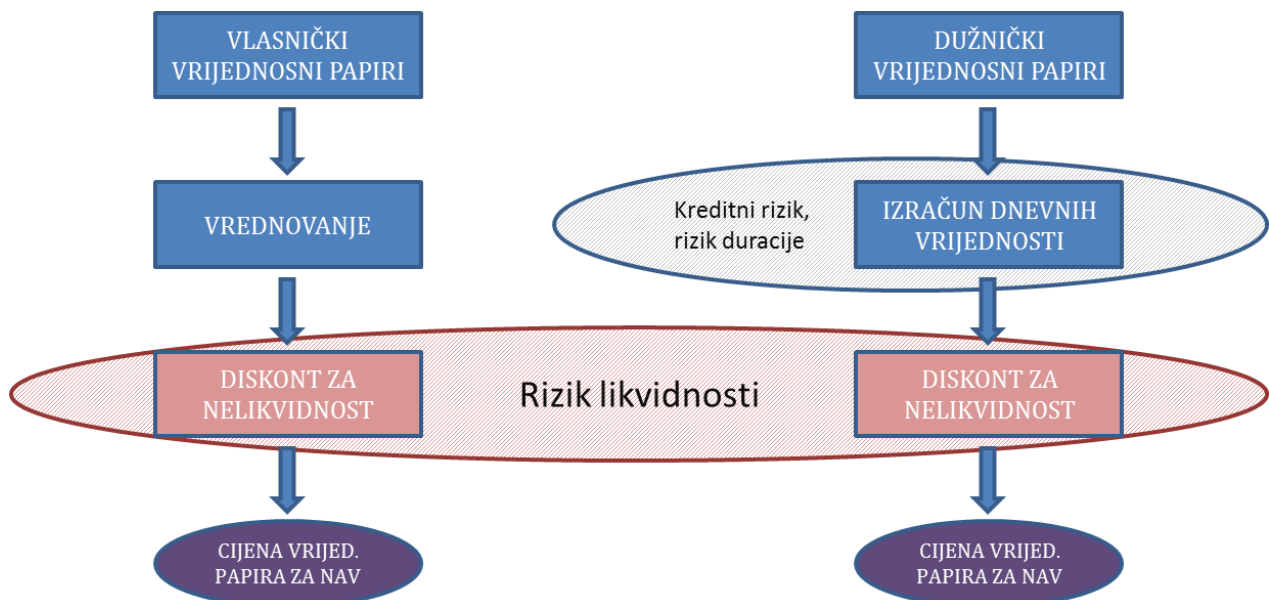 VLASNIČKI
VRIJEDNOSNI PAPIRI
DUŽNIČKI
VRIJEDNOSNI PAPIRI
VREDNOVANJE
Kreditni rizik,
rizik duracije
IZRAČUN DNEVNIH
VRIJEDNOSTI
DISKONT ZA
NELIKVIDNOST
Rizik likvidnosti
DISKONT ZA
NELIKVIDNOST
CIJENA VRIJED.
PAPIRA ZA NAV
CIJENA VRIJED.
PAPIRA ZA NAV